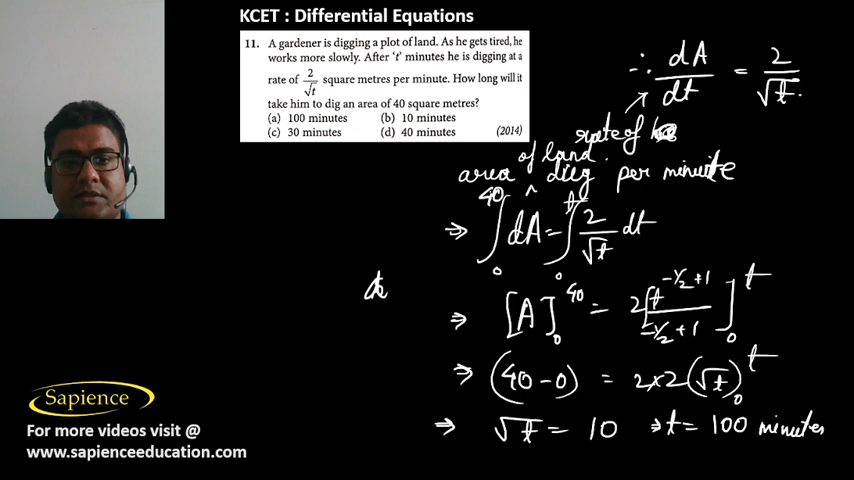 KCET : Differential Equations
11. A gardener is digging a plot of land. As he gets tired, he
works more slowly. After 't' minutes he is digging at a
rate of 2/√t square metres per minute. How long will it
take him to dig an area of 40 square metres?
(a) 100 minutes (b) 10 minutes
(c) 30 minutes (d) 40 minutes (2014)
∴ dA/dt = 2/√t
rate of
of land.
area ^ dieg per minute
⇒ ∫₀⁴⁰ dA = ∫₀ᵗ 2/√t dt
⇒ [A]₀⁴⁰ = 2[t^(-1/2+1)/(-1/2+1)]₀ᵗ
⇒ (40-0) = 2×2(√t)₀ᵗ
⇒ √t = 10 ⇒ t = 100 minutes
Sapience
For more videos visit @
www.sapienceeducation.com